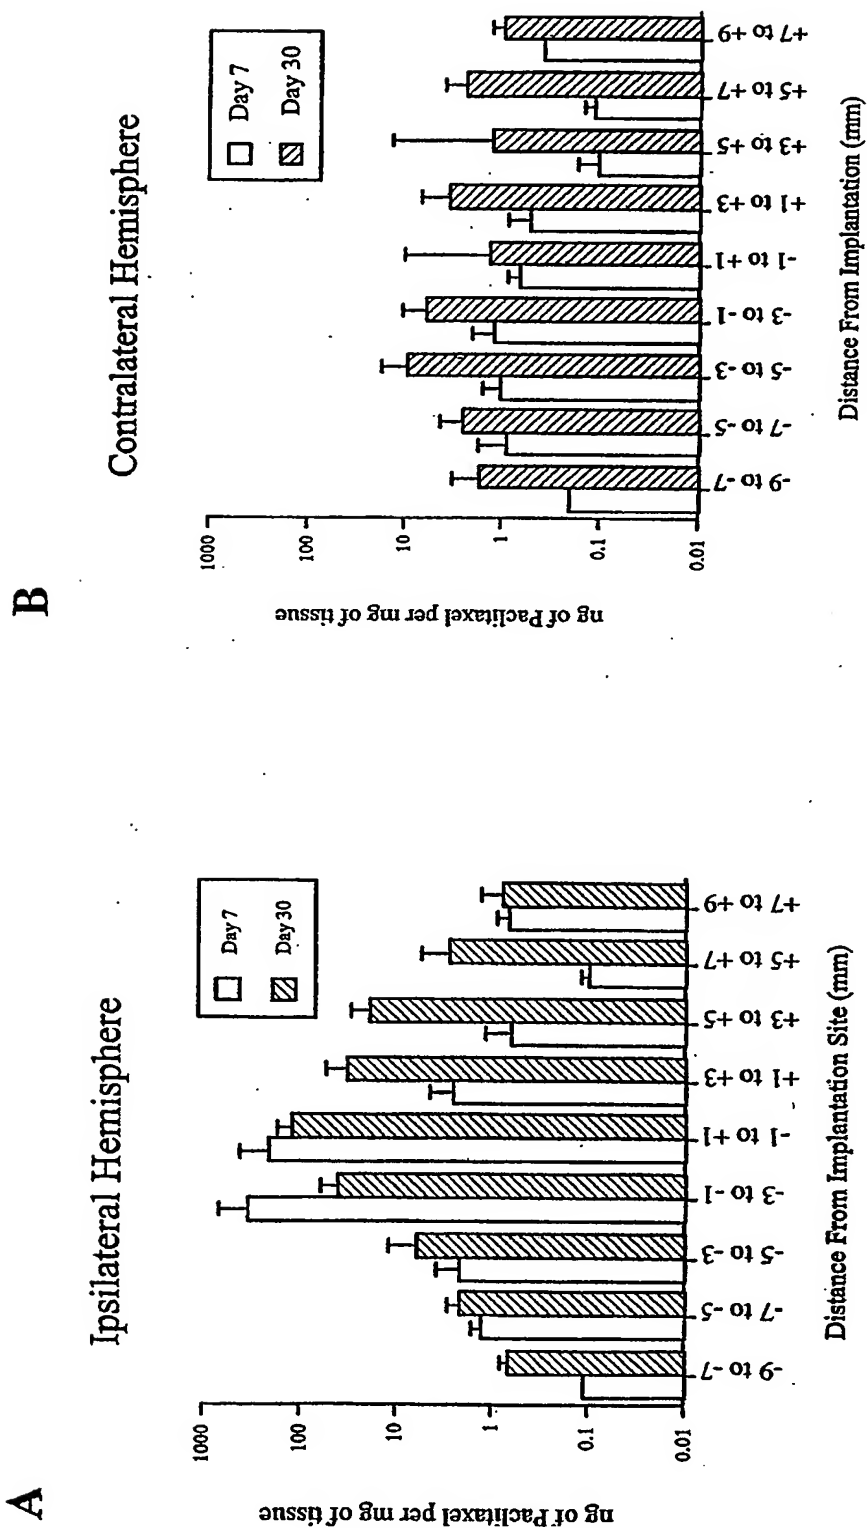 A
Ipsilateral Hemisphere
ng of Paclitaxel per mg of tissue
1000
100
10
1
0.1
0.01
Day 7
Day 30
-9 to -7
-7 to -5
-5 to -3
-3 to -1
-1 to +1
+1 to +3
+3 to +5
+5 to +7
+7 to +9
Distance From Implantation Site (mm)
B
Contralateral Hemisphere
ng of Paclitaxel per mg of tissue
1000
100
10
1
0.1
0.01
Day 7
Day 30
-9 to -7
-7 to -5
-5 to -3
-3 to -1
-1 to +1
+1 to +3
+3 to +5
+5 to +7
+7 to +9
Distance From Implantation (mm)